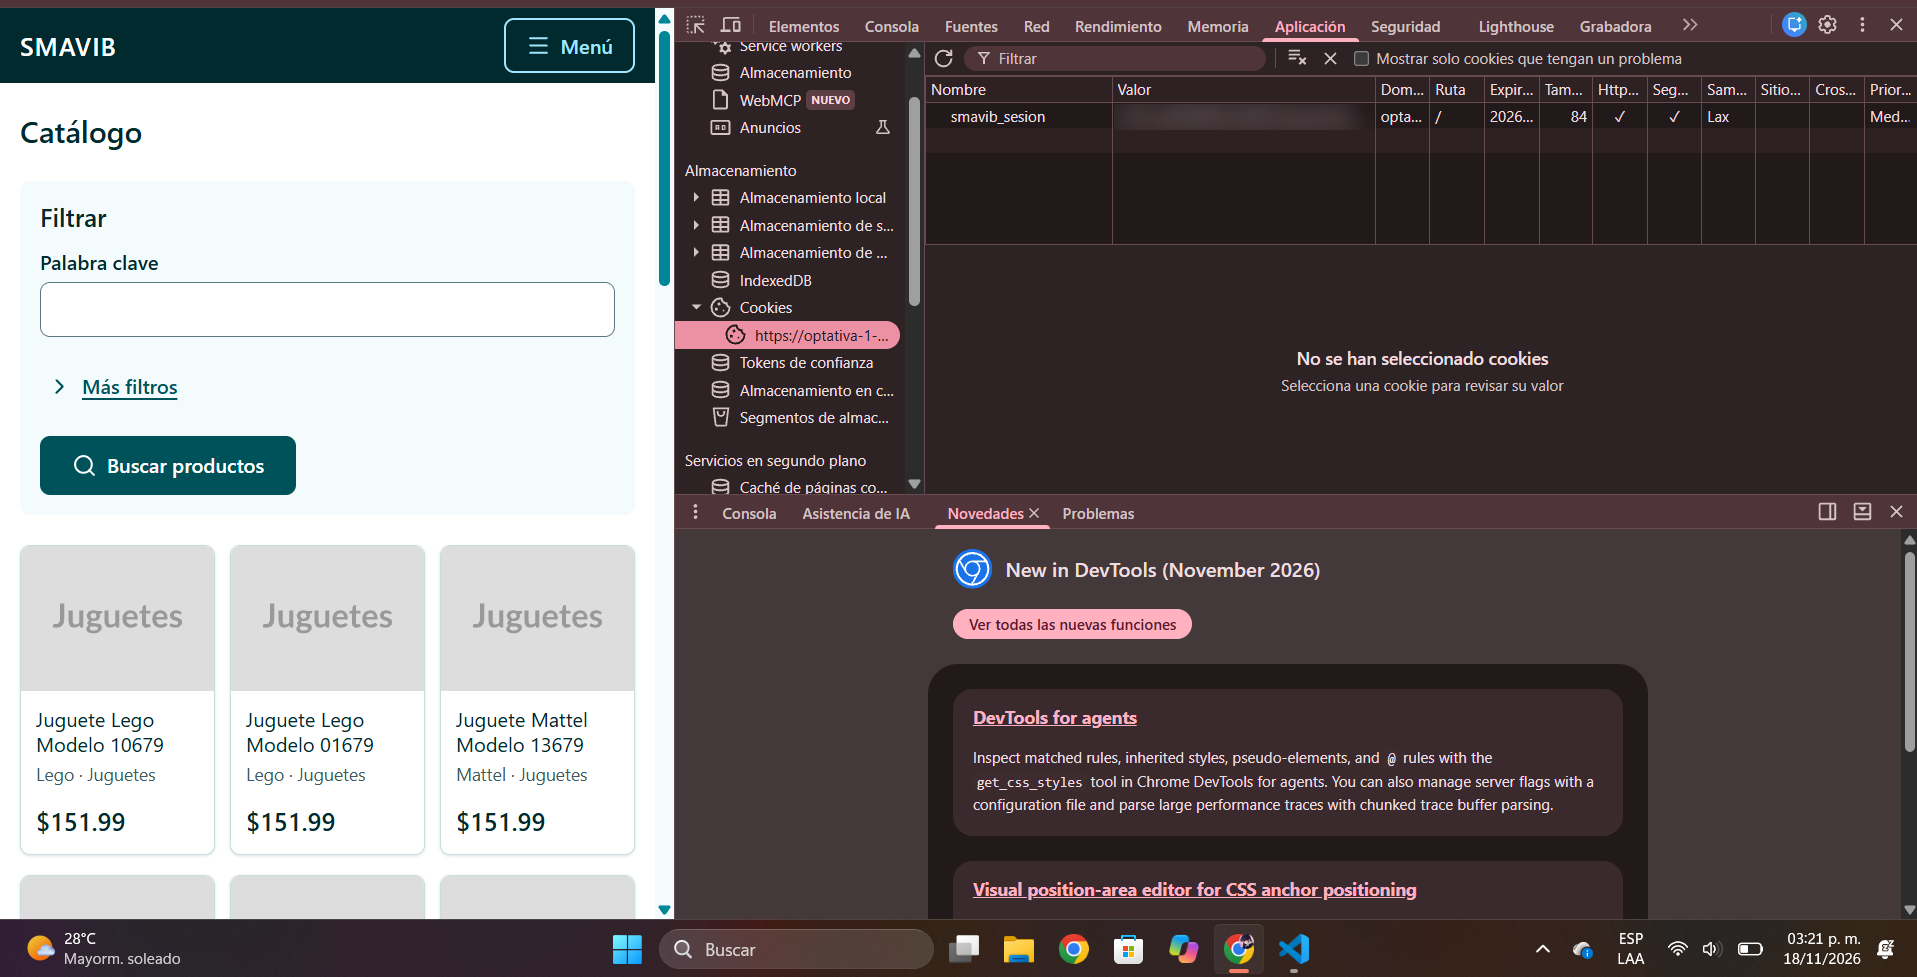 SMAVIB
Menú
Catálogo
Filtrar
Palabra clave
Más filtros
Buscar productos
Juguetes
Juguete Lego
Modelo 10679
Lego · Juguetes
$151.99
Juguetes
Juguete Lego
Modelo 01679
Lego · Juguetes
$151.99
Juguetes
Juguete Mattel
Modelo 13679
Mattel · Juguetes
$151.99
Elementos
Consola
Fuentes
Red
Rendimiento
Memoria
Aplicación
Seguridad
Lighthouse
Grabadora
Service workers
Almacenamiento
WebMCP NUEVO
Anuncios
Almacenamiento
Almacenamiento local
Almacenamiento de s...
Almacenamiento de ...
IndexedDB
Cookies
https://optativa-1-...
Tokens de confianza
Almacenamiento en c...
Segmentos de almac...
Servicios en segundo plano
Caché de páginas co...
Filtrar
Mostrar solo cookies que tengan un problema
Nombre Valor Dom... Ruta Expir... Tam... Http... Seg... Sam... Sitio... Cros... Prior...
smavib_sesion opta... / 2026... 84 ✓ ✓ Lax Med...
No se han seleccionado cookies
Selecciona una cookie para revisar su valor
Consola
Asistencia de IA
Novedades
Problemas
New in DevTools (November 2026)
Ver todas las nuevas funciones
DevTools for agents
Inspect matched rules, inherited styles, pseudo-elements, and @ rules with the
get_css_styles tool in Chrome DevTools for agents. You can also manage server flags with a
configuration file and parse large performance traces with chunked trace buffer parsing.
Visual position-area editor for CSS anchor positioning
28°C
Mayorm. soleado
Buscar
ESP
LAA
03:21 p. m.
18/11/2026